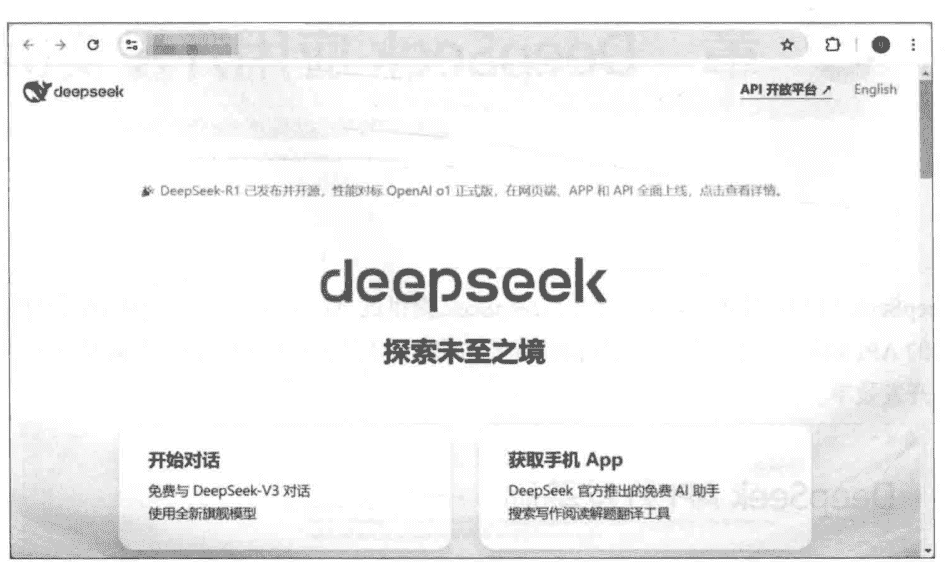 deepseek
API 开放平台 ↗ English
DeepSeek-R1 已发布并开源，性能对标 OpenAI o1 正式版，在网页端、APP 和 API 全面上线，点击查看详情。
deepseek
探索未至之境
开始对话
免费与 DeepSeek-V3 对话
使用全新旗舰模型
获取手机 App
DeepSeek 官方推出的免费 AI 助手
搜索写作阅读解题翻译工具